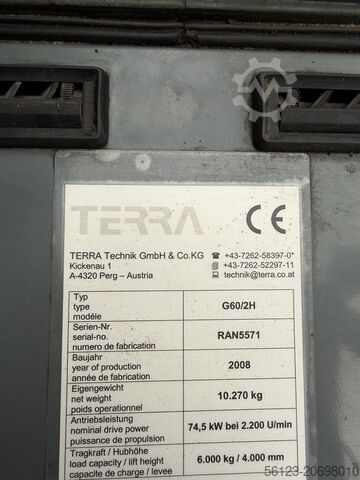 TERRA CE
TERRA Technik GmbH & Co.KG ☎ +43-7262-58397-0*
Kickenau 1 +43-7262-52297-11
A-4320 Perg – Austria technik@terra.co.at
Typ
type G60/2H
modéle
Serien-Nr.
serial-no. RAN5571
numero de fabrication
Baujahr
year of production 2008
année de fabrication
Eigengewicht
net weight 10.270 kg
poids operationnel
Antriebsleistung
nominal drive power 74,5 kW bei 2.200 U/min
puissance de propulsion
Tragkraft / Hubhöhe
load capacity / lift height 6.000 kg / 4.000 mm
capacite de charge / levee
56123-20698010